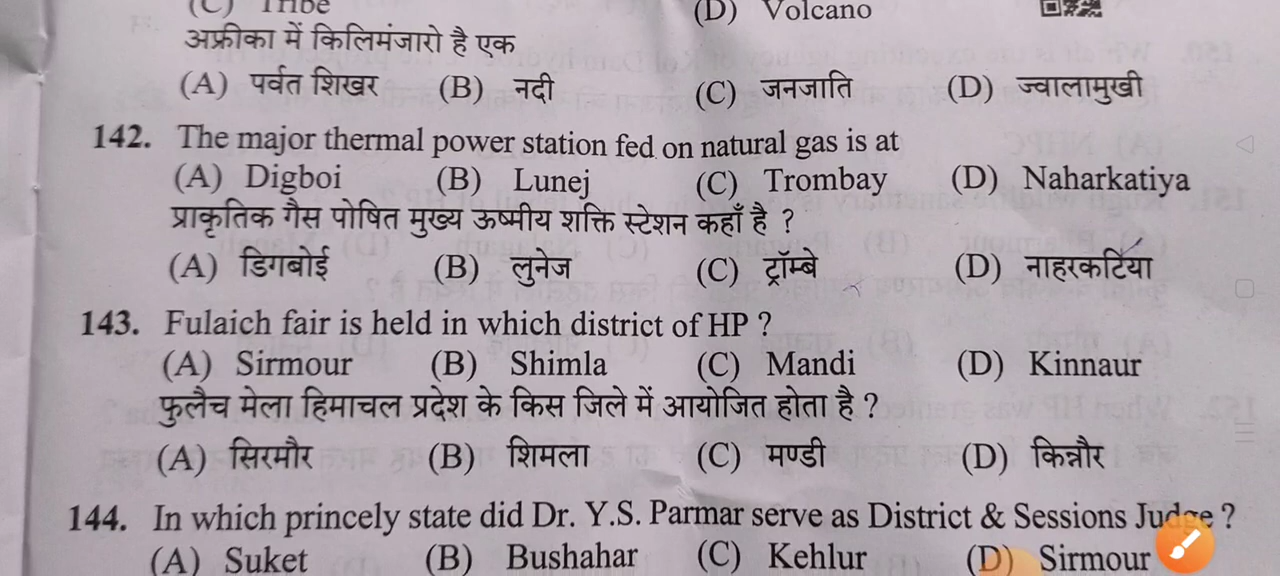 (C) Tribe (D) Volcano
अफ्रीका में किलिमंजारो है एक
(A) पर्वत शिखर (B) नदी (C) जनजाति (D) ज्वालामुखी
142. The major thermal power station fed on natural gas is at
(A) Digboi (B) Lunej (C) Trombay (D) Naharkatiya
प्राकृतिक गैस पोषित मुख्य ऊष्मीय शक्ति स्टेशन कहाँ है ?
(A) डिगबोई (B) लुनेज (C) ट्रॉम्बे (D) नाहरकटिया
143. Fulaich fair is held in which district of HP ?
(A) Sirmour (B) Shimla (C) Mandi (D) Kinnaur
फुलैच मेला हिमाचल प्रदेश के किस जिले में आयोजित होता है ?
(A) सिरमौर (B) शिमला (C) मण्डी (D) किन्नौर
144. In which princely state did Dr. Y.S. Parmar serve as District & Sessions Judge ?
(A) Suket (B) Bushahar (C) Kehlur (D) Sirmour